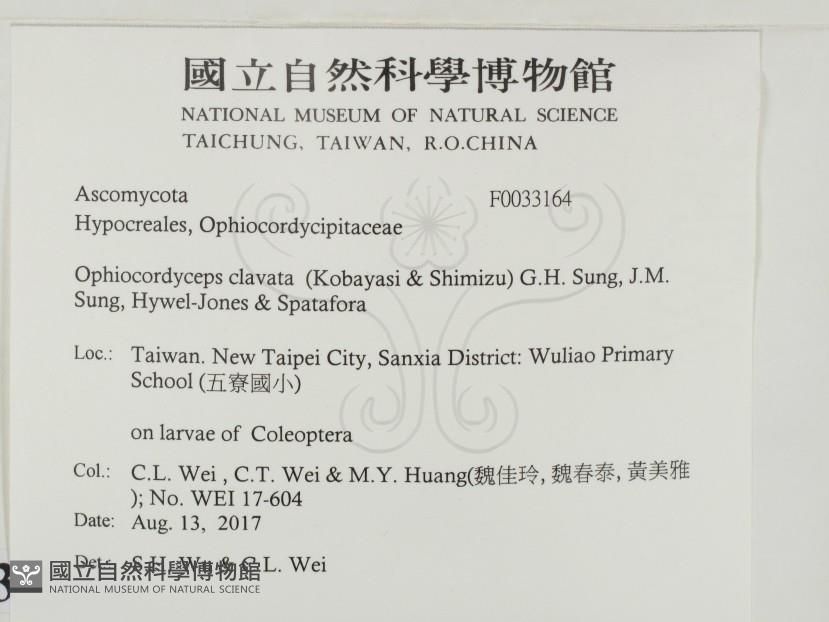 國立自然科學博物館
NATIONAL MUSEUM OF NATURAL SCIENCE
TAICHUNG, TAIWAN, R.O.CHINA
Ascomycota F0033164
Hypocreales, Ophiocordycipitaceae
Ophiocordyceps clavata (Kobayasi & Shimizu) G.H. Sung, J.M.
Sung, Hywel-Jones & Spatafora
Loc.: Taiwan. New Taipei City, Sanxia District: Wuliao Primary
School (五寮國小)
on larvae of Coleoptera
Col.: C.L. Wei , C.T. Wei & M.Y. Huang(魏佳玲, 魏春泰, 黃美雅
); No. WEI 17-604
Date: Aug. 13, 2017
Det.: S.H. Wu & C.L. Wei
國立自然科學博物館
NATIONAL MUSEUM OF NATURAL SCIENCE